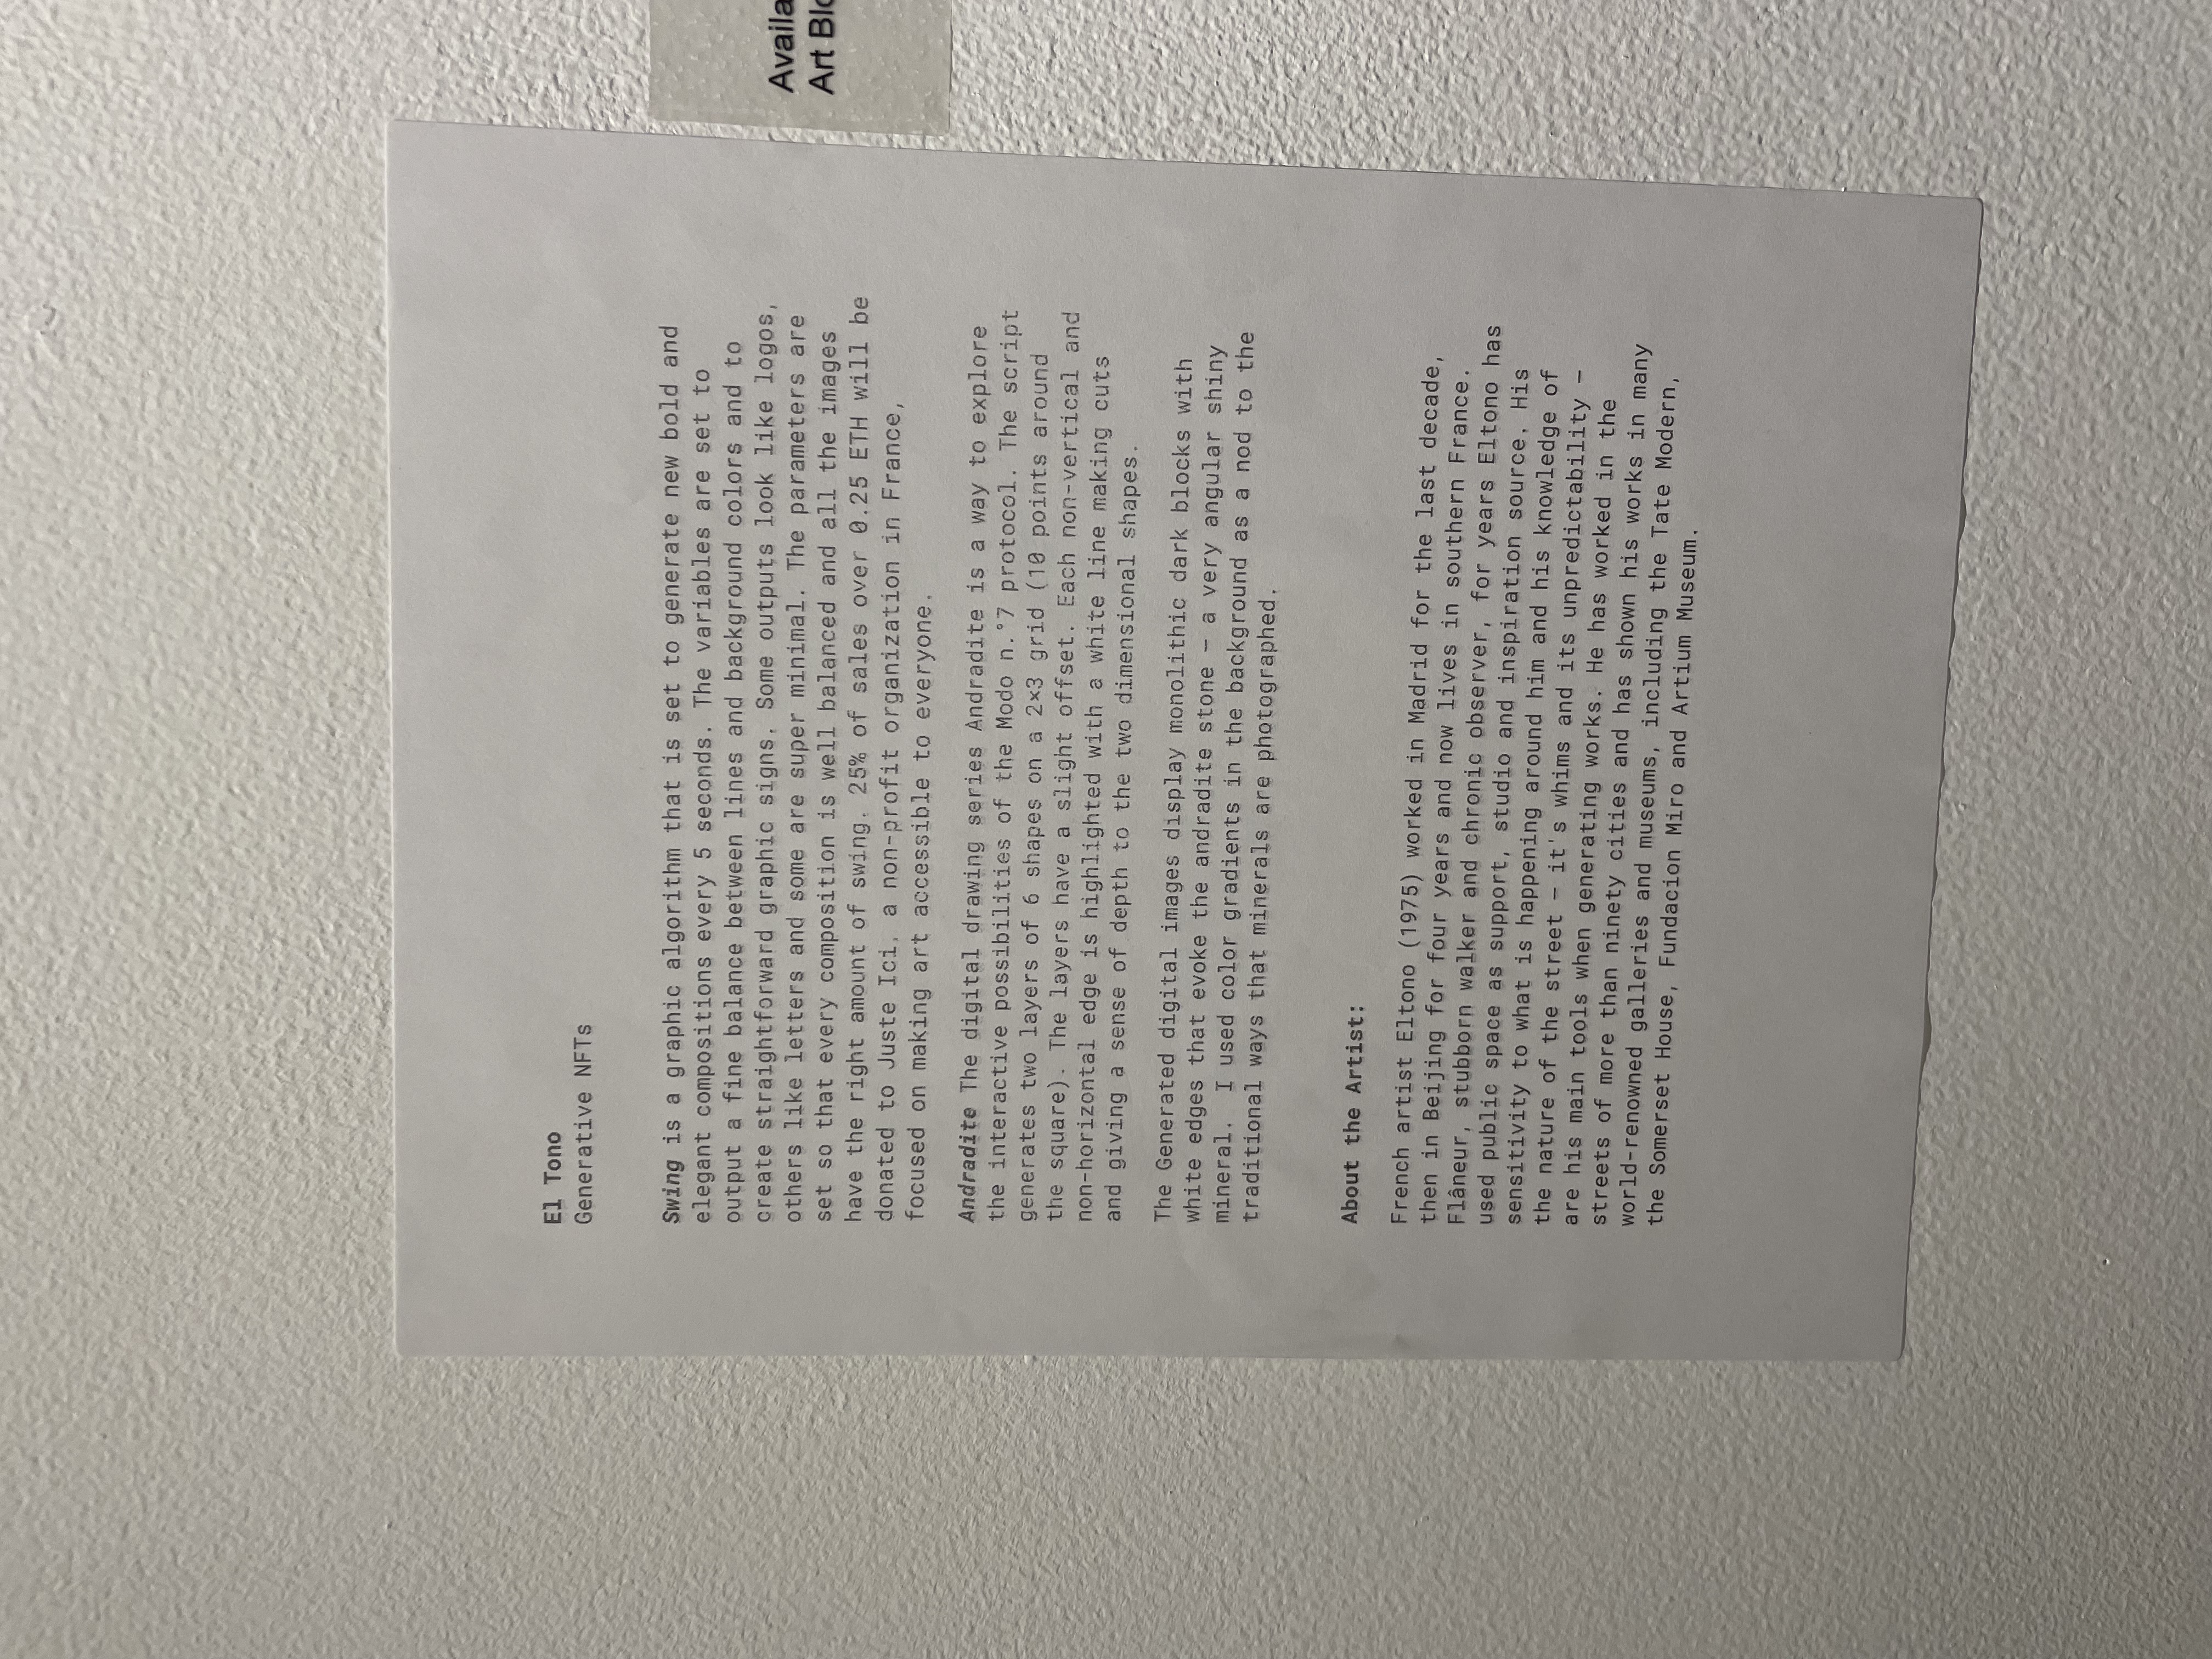 El Tono
Generative NFTs
Swing is a graphic algorithm that is set to generate new bold and
elegant compositions every 5 seconds. The variables are set to
output a fine balance between lines and background colors and to
create straightforward graphic signs. Some outputs look like logos,
others like letters and some are super minimal. The parameters are
set so that every composition is well balanced and all the images
have the right amount of swing. 25% of sales over 0.25 ETH will be
donated to Juste Ici, a non-profit organization in France,
focused on making art accessible to everyone.
Andradite The digital drawing series Andradite is a way to explore
the interactive possibilities of the Modo n.°7 protocol. The script
generates two layers of 6 shapes on a 2×3 grid (10 points around
the square). The layers have a slight offset. Each non-vertical and
non-horizontal edge is highlighted with a white line making cuts
and giving a sense of depth to the two dimensional shapes.
The Generated digital images display monolithic dark blocks with
white edges that evoke the andradite stone – a very angular shiny
mineral.  I used color gradients in the background as a nod to the
traditional ways that minerals are photographed.
About the Artist:
French artist Eltono (1975) worked in Madrid for the last decade,
then in Beijing for four years and now lives in southern France.
Flâneur, stubborn walker and chronic observer, for years Eltono has
used public space as support, studio and inspiration source. His
sensitivity to what is happening around him and his knowledge of
the nature of the street – it's whims and its unpredictability –
are his main tools when generating works. He has worked in the
streets of more than ninety cities and has shown his works in many
world-renowned galleries and museums, including the Tate Modern,
the Somerset House, Fundacion Miro and Artium Museum.
Availa
Art Blo